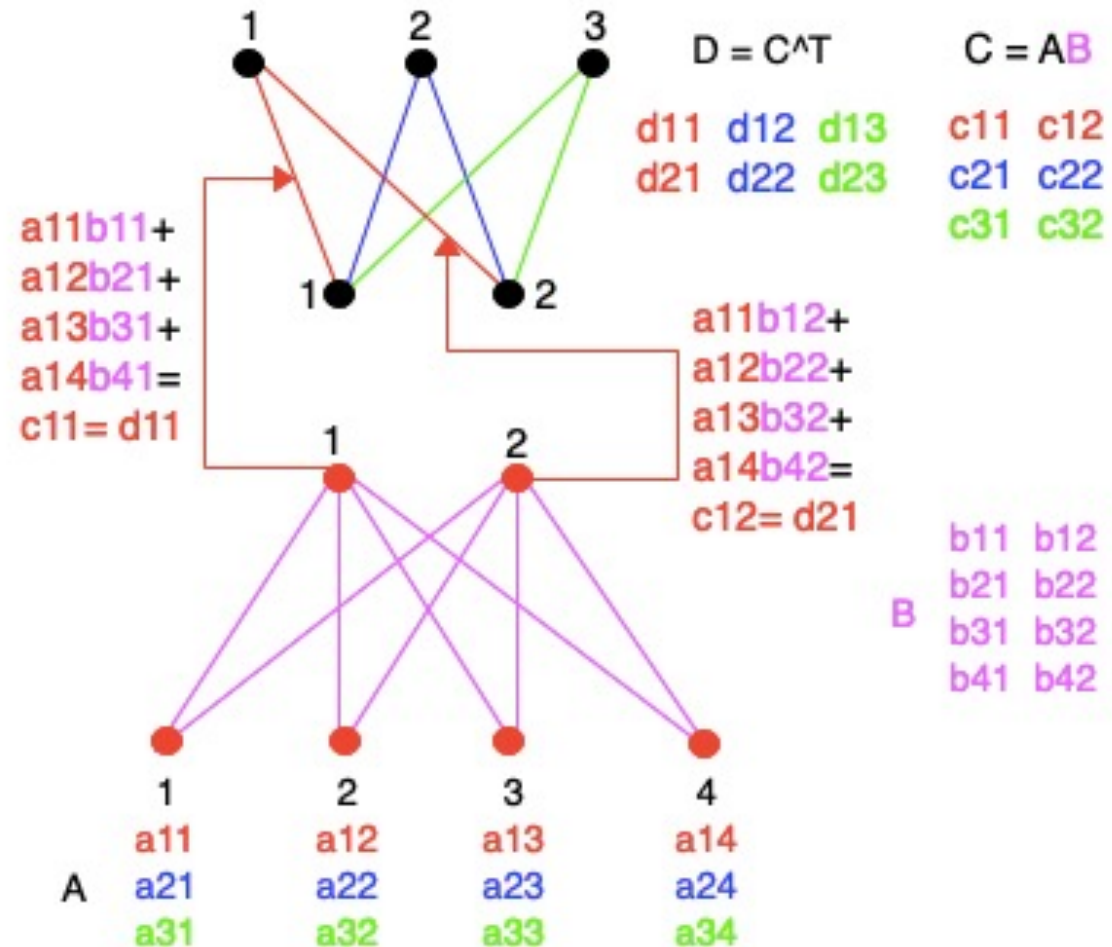 1 2 3
D = C^T
C = AB
d11 d12 d13
d21 d22 d23
c11 c12
c21 c22
c31 c32
a11b11+
a12b21+
a13b31+
a14b41=
c11= d11
1 2
a11b12+
a12b22+
a13b32+
a14b42=
c12= d21
1 2
B
b11 b12
b21 b22
b31 b32
b41 b42
1 2 3 4
A
a11 a12 a13 a14
a21 a22 a23 a24
a31 a32 a33 a34